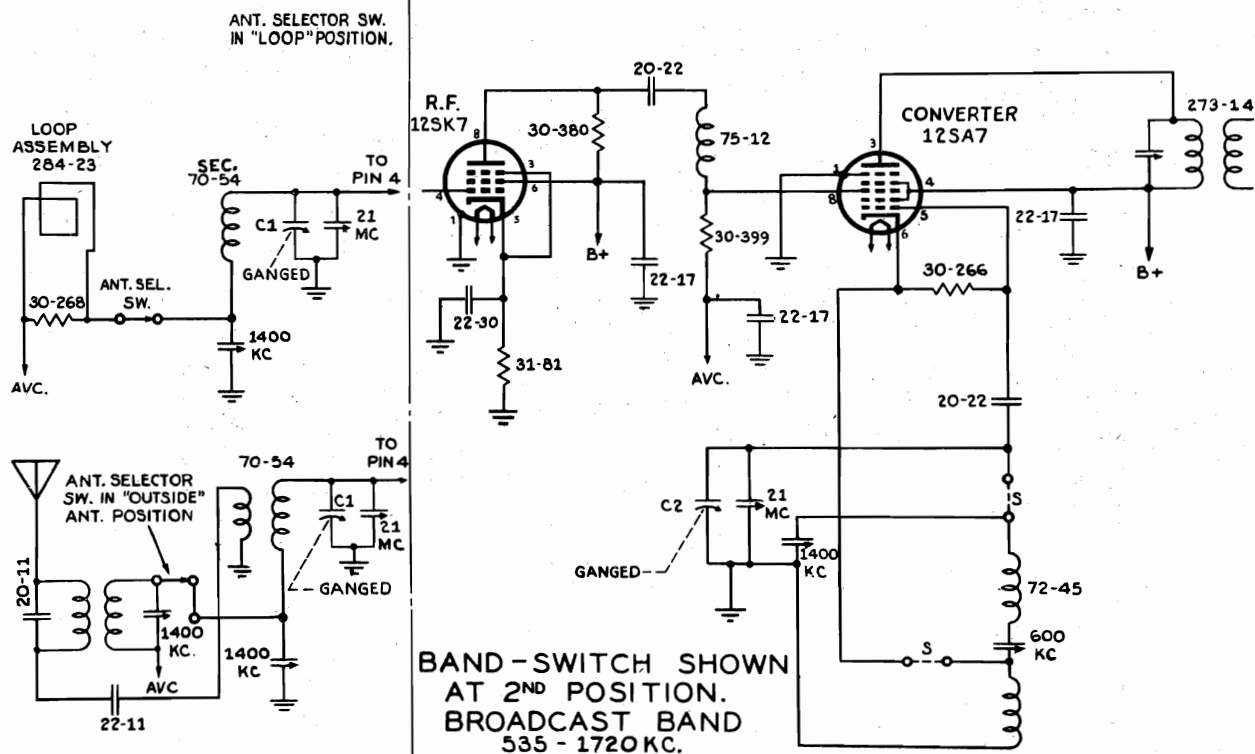 ANT. SELECTOR SW.
IN "LOOP" POSITION.
LOOP
ASSEMBLY
284-23
SEC.
70-54
TO
PIN 4
C1
21
MC
GANGED
30-268
ANT. SEL.
SW.
1400
KC
AVC.
R.F.
12SK7
8
3
6
4
1
5
30-380
20-22
75-12
B+
22-17
22-30
31-81
30-399
22-17
AVC.
CONVERTER
12SA7
3
1
8
4
5
6
273-14
22-17
B+
30-266
20-22
70-54
TO
PIN 4
ANT. SELECTOR
SW. IN "OUTSIDE"
ANT. POSITION
C1
21
MC
GANGED
20-11
1400
KC.
1400
KC
AVC
22-11
C2
21
MC
GANGED
1400
KC
S
72-45
600
KC
S
BAND-SWITCH SHOWN
AT 2ND POSITION.
BROADCAST BAND
535 - 1720 KC.